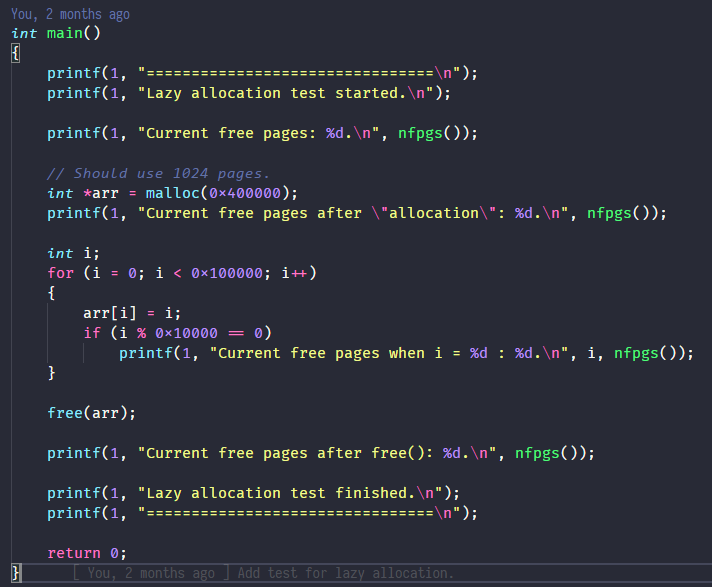 You, 2 months ago
int main()
{
    printf(1, "================================\n");
    printf(1, "Lazy allocation test started.\n");
    printf(1, "Current free pages: %d.\n", nfpgs());
    // Should use 1024 pages.
    int *arr = malloc(0x400000);
    printf(1, "Current free pages after \"allocation\": %d.\n", nfpgs());
    int i;
    for (i = 0; i < 0x100000; i++)
    {
        arr[i] = i;
        if (i % 0x10000 == 0)
            printf(1, "Current free pages when i = %d : %d.\n", i, nfpgs());
    }
    free(arr);
    printf(1, "Current free pages after free(): %d.\n", nfpgs());
    printf(1, "Lazy allocation test finished.\n");
    printf(1, "================================\n");
    return 0;
}     [ You, 2 months ago ] Add test for lazy allocation.